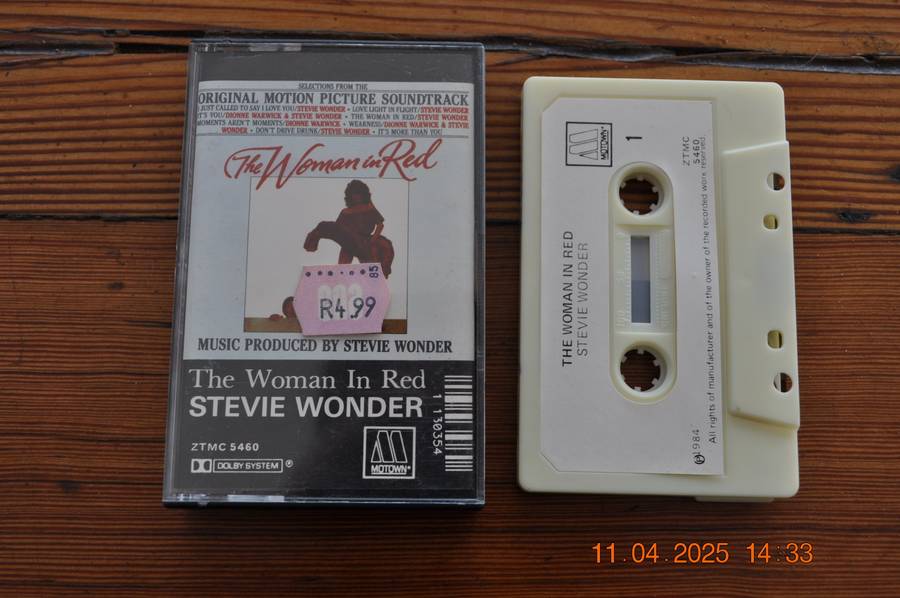 SELECTIONS FROM THE
ORIGINAL MOTION PICTURE SOUNDTRACK
I JUST CALLED TO SAY I LOVE YOU/STEVIE WONDER • LOVE LIGHT IN FLIGHT/STEVIE WONDER
IT'S YOU/DIONNE WARWICK & STEVIE WONDER • THE WOMAN IN RED/STEVIE WONDER
MOMENTS AREN'T MOMENTS/DIONNE WARWICK • WEAKNESS/DIONNE WARWICK & STEVIE
WONDER • DON'T DRIVE DRUNK/STEVIE WONDER • IT'S MORE THAN YOU
The Woman in Red
85
R4.99
MUSIC PRODUCED BY STEVIE WONDER
The Woman In Red
STEVIE WONDER
ZTMC 5460
DOLBY SYSTEM®
MOTOWN®
1 130354
MOTOWN
1
ZTMC
5460
THE WOMAN IN RED
STEVIE WONDER
℗1984
All rights of manufacturer and of the owner of the recorded work reserved.
11.04.2025 14:33